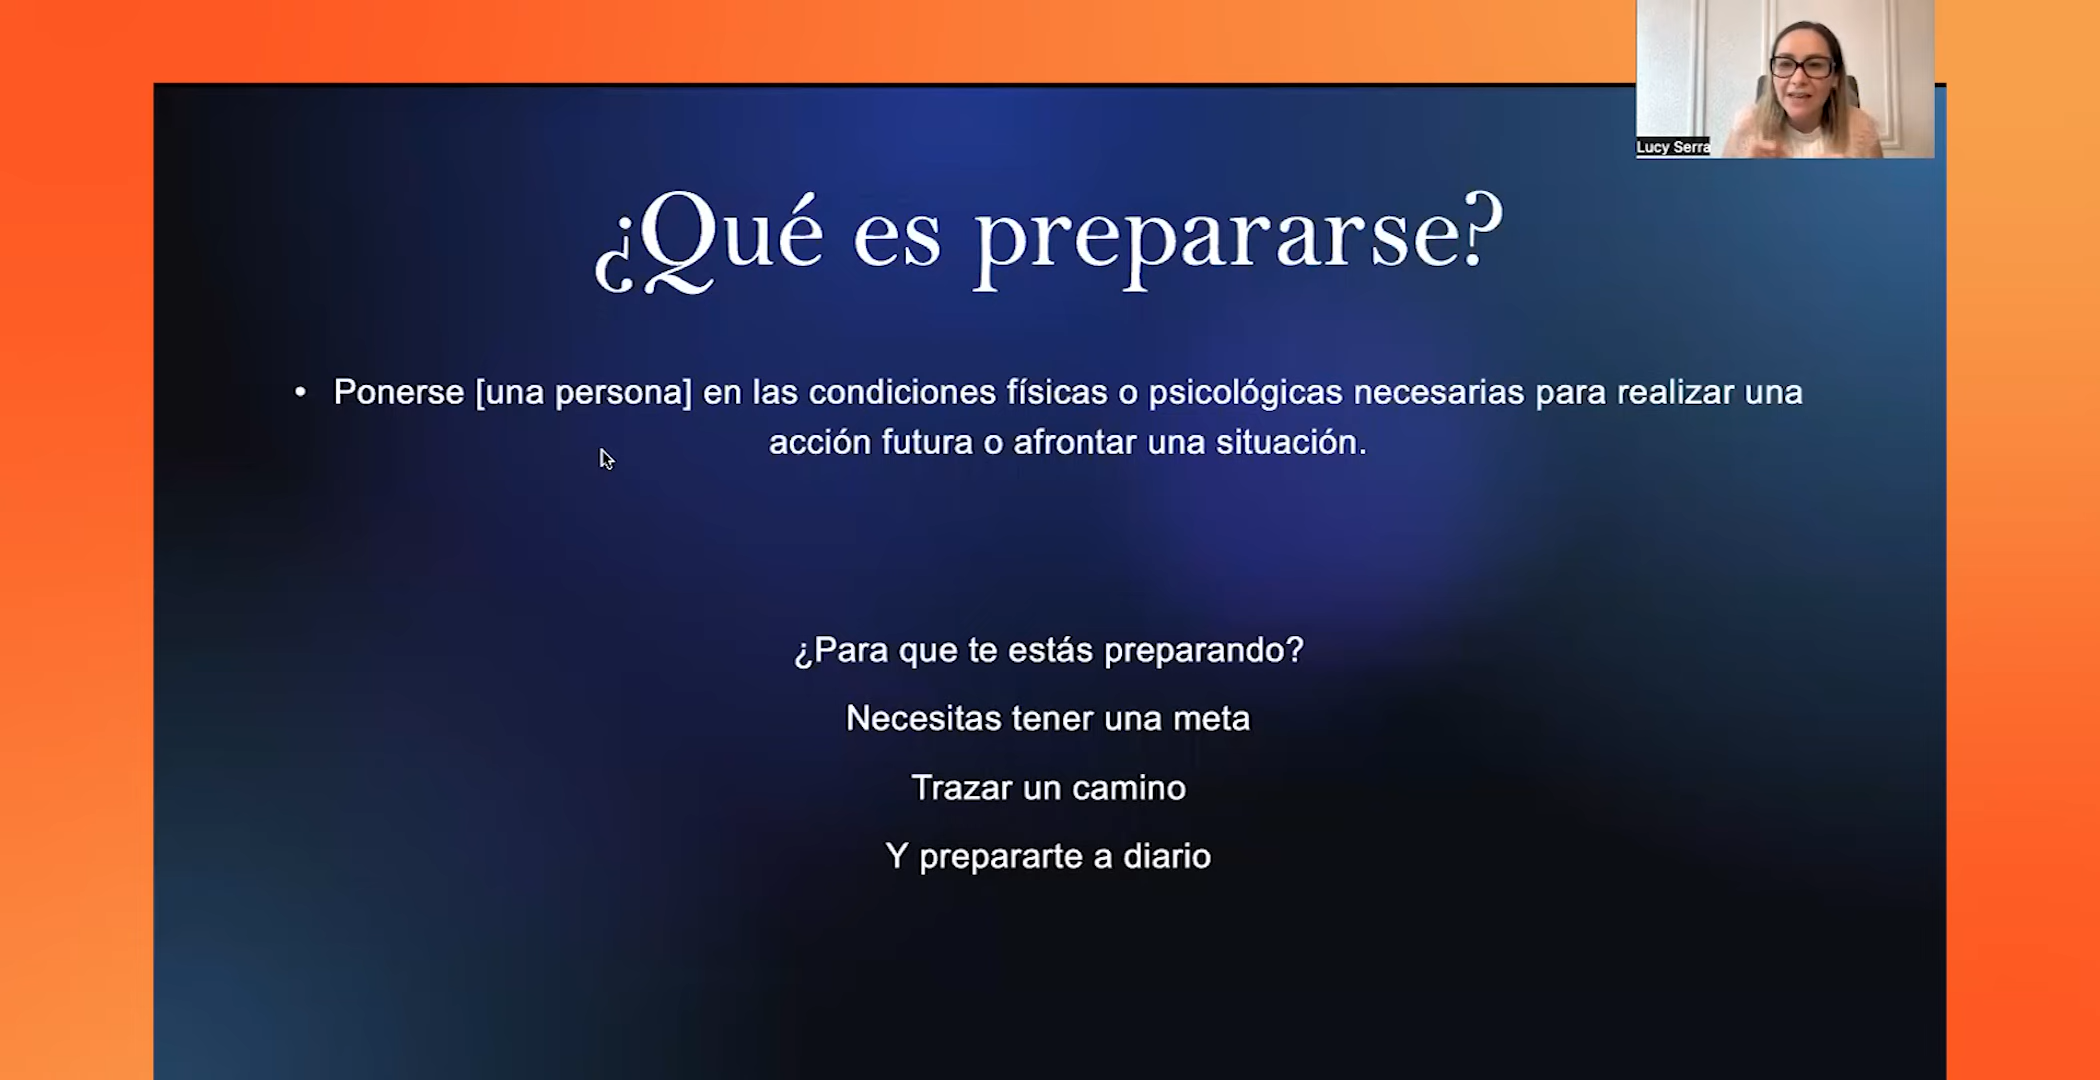 Lucy Serra
¿Qué es prepararse?
• Ponerse [una persona] en las condiciones físicas o psicológicas necesarias para realizar una
acción futura o afrontar una situación.
¿Para que te estás preparando?
Necesitas tener una meta
Trazar un camino
Y prepararte a diario